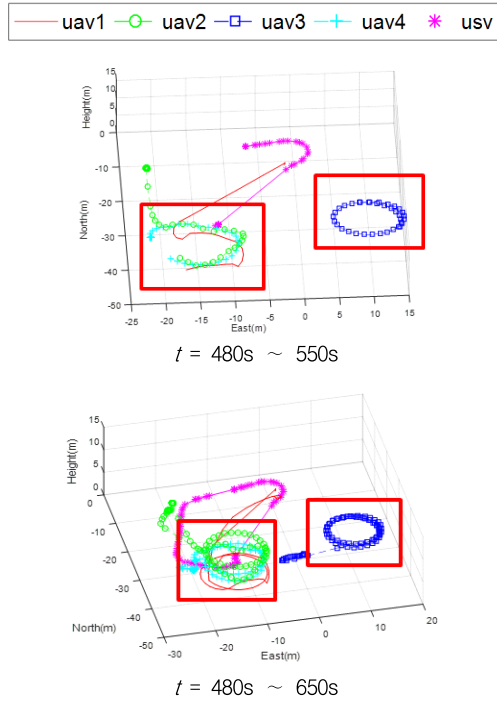 uav1 uav2 uav3 uav4 usv
15
10
5
0
Height(m)
-10
-20
-30
-40
-50
North(m)
-25 -20 -15 -10 -5 0 5 10 15
East(m)
t = 480s ~ 550s
15
10
5
0
Height(m)
0
-10
-20
-30
-40
-50
North(m)
-30 -20 -10 0 10 20
East(m)
t = 480s ~ 650s